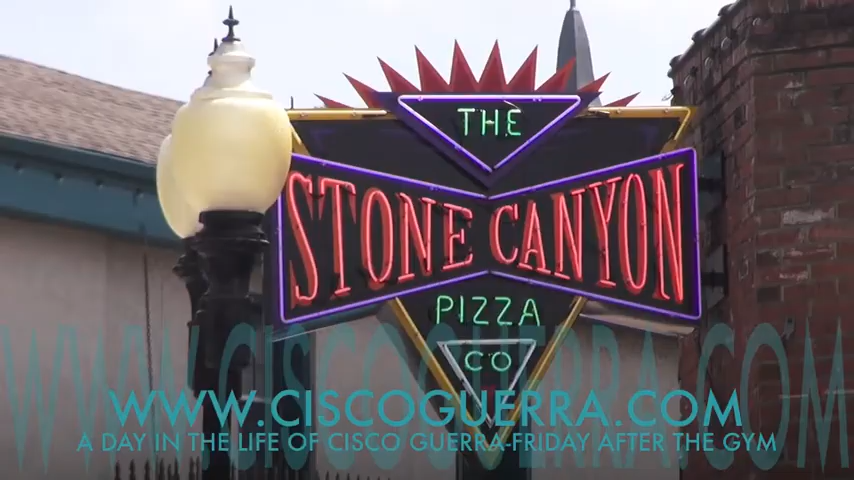 THE
STONE CANYON
PIZZA
CO
WWW.CISCOGUERRA.COM
WWW.CISCOGUERRA.COM
A DAY IN THE LIFE OF CISCO GUERRA-FRIDAY AFTER THE GYM